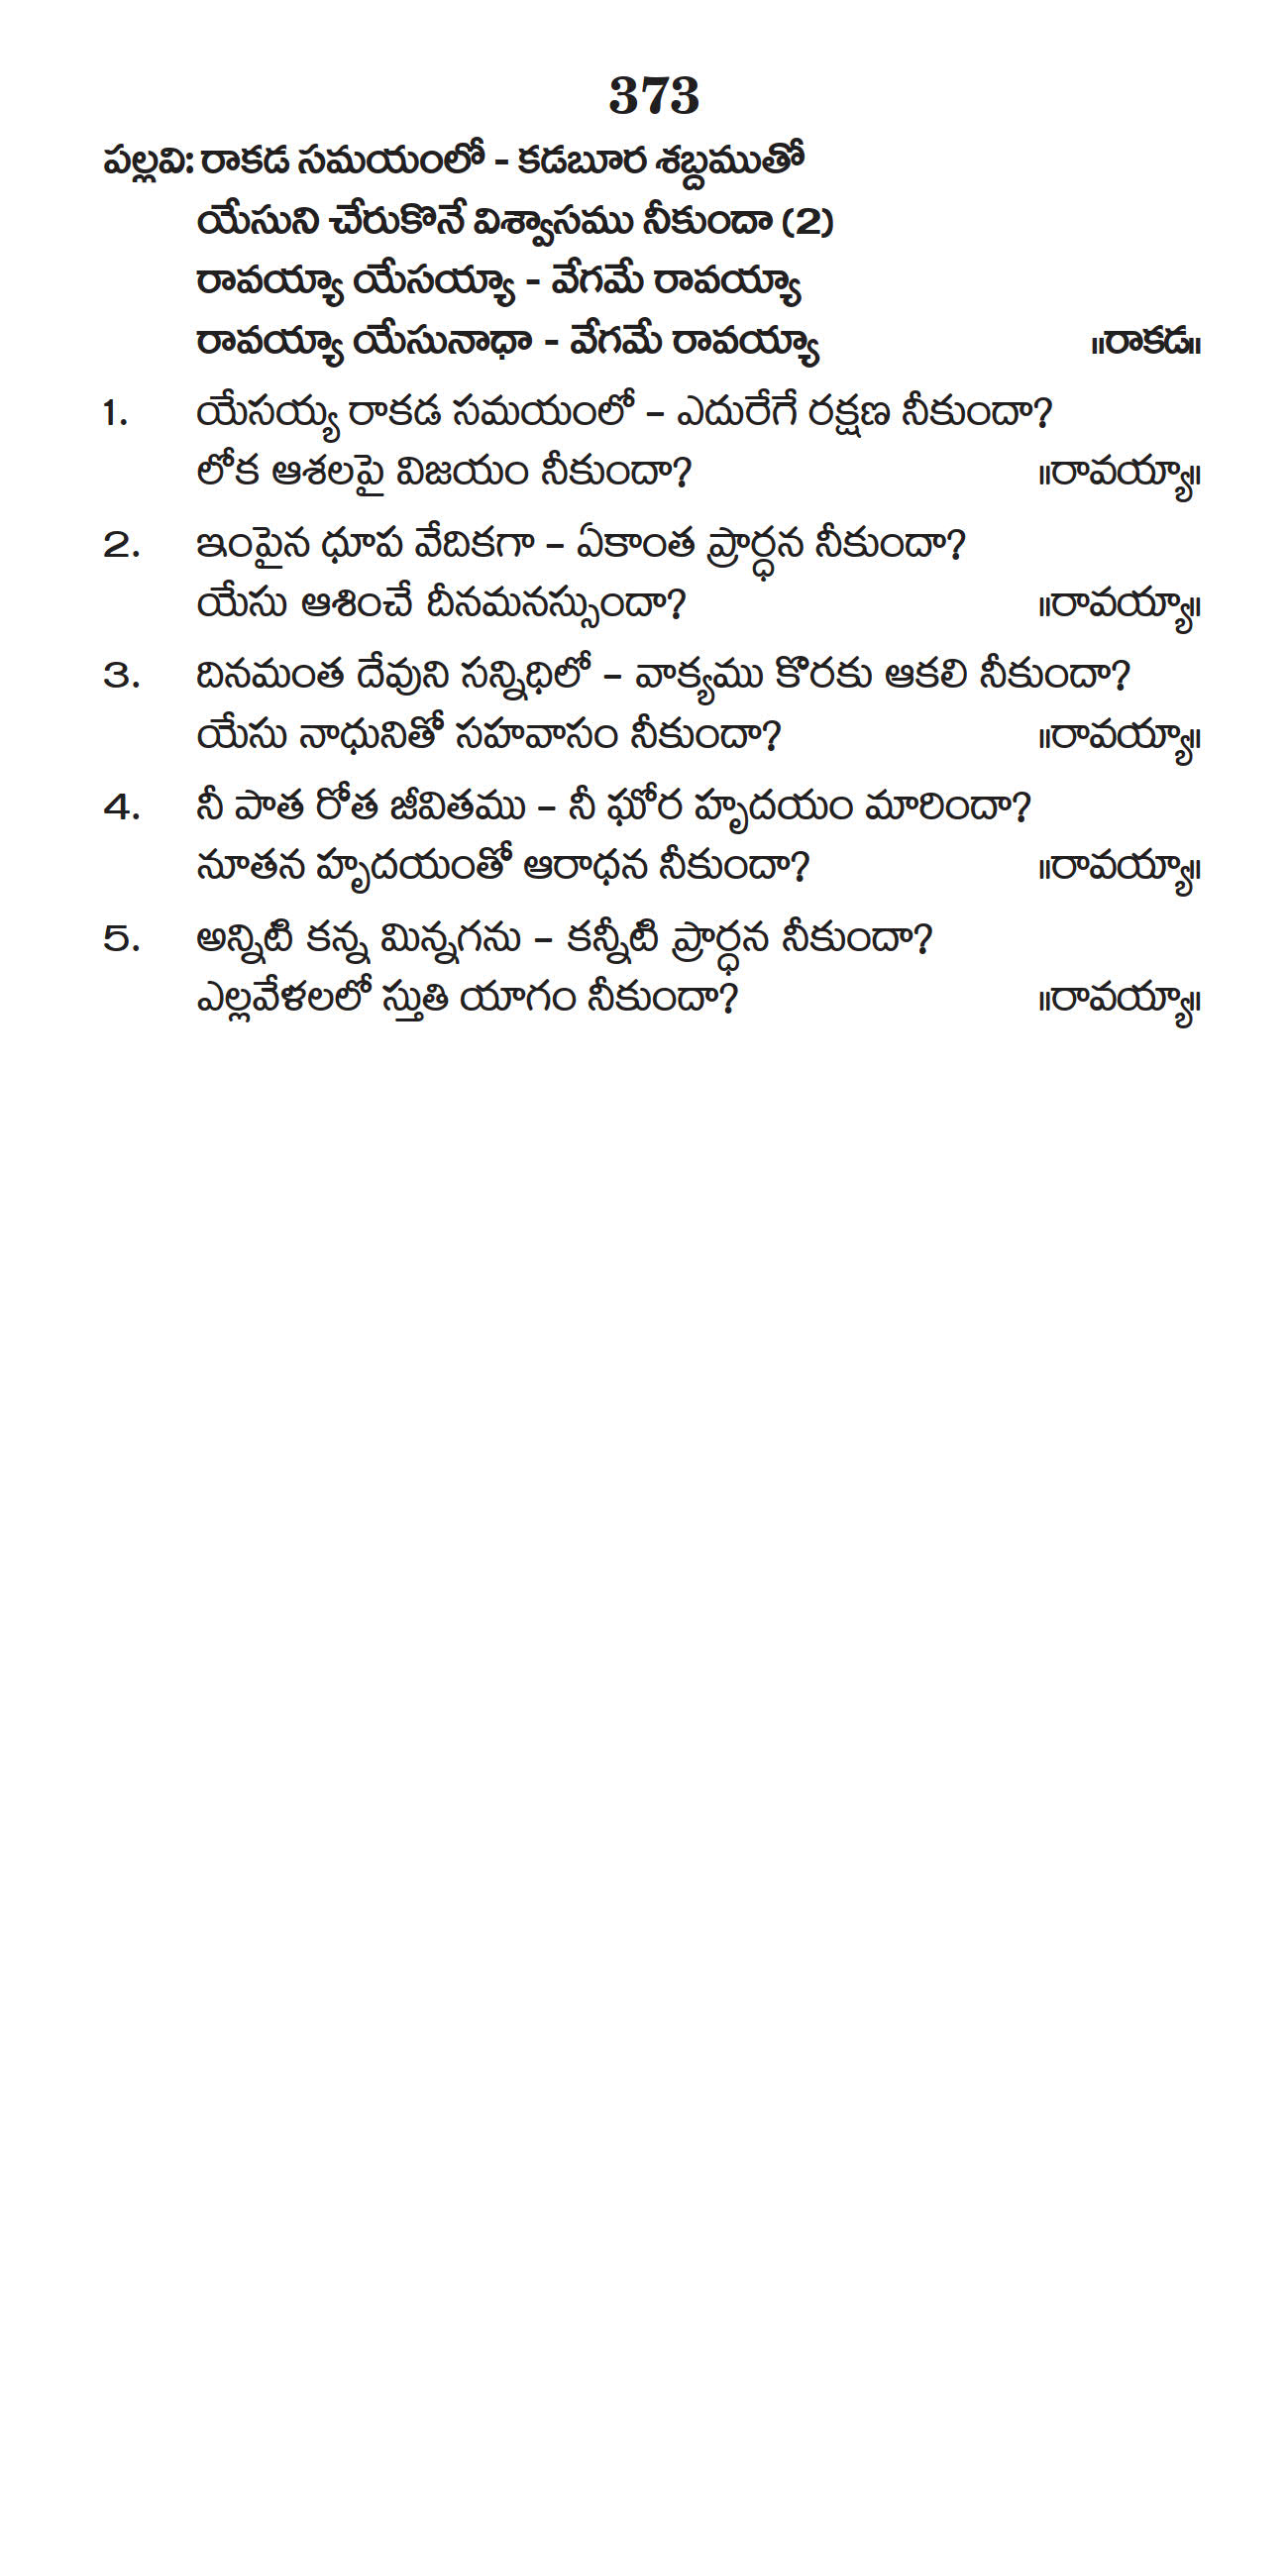 373
పల్లవి: రాకడ సమయంలో - కడబూర శబ్దముతో
యేసుని చేరుకొనే విశ్వాసము నీకుందా (2)
రావయ్యా యేసయ్యా - వేగమే రావయ్యా
రావయ్యా యేసునాధా - వేగమే రావయ్యా ॥రాకడ॥
1. యేసయ్య రాకడ సమయంలో – ఎదురేగే రక్షణ నీకుందా?
లోక ఆశలపై విజయం నీకుందా? ॥రావయ్యా॥
2. ఇంపైన ధూప వేదికగా – ఏకాంత ప్రార్ధన నీకుందా?
యేసు ఆశించే దీనమనస్సుందా? ॥రావయ్యా॥
3. దినమంత దేవుని సన్నిధిలో – వాక్యము కొరకు ఆకలి నీకుందా?
యేసు నాధునితో సహవాసం నీకుందా? ॥రావయ్యా॥
4. నీ పాత రోత జీవితము – నీ ఘోర హృదయం మారిందా?
నూతన హృదయంతో ఆరాధన నీకుందా? ॥రావయ్యా॥
5. అన్నిటి కన్న మిన్నగను – కన్నీటి ప్రార్ధన నీకుందా?
ఎల్లవేళలలో స్తుతి యాగం నీకుందా? ॥రావయ్యా॥